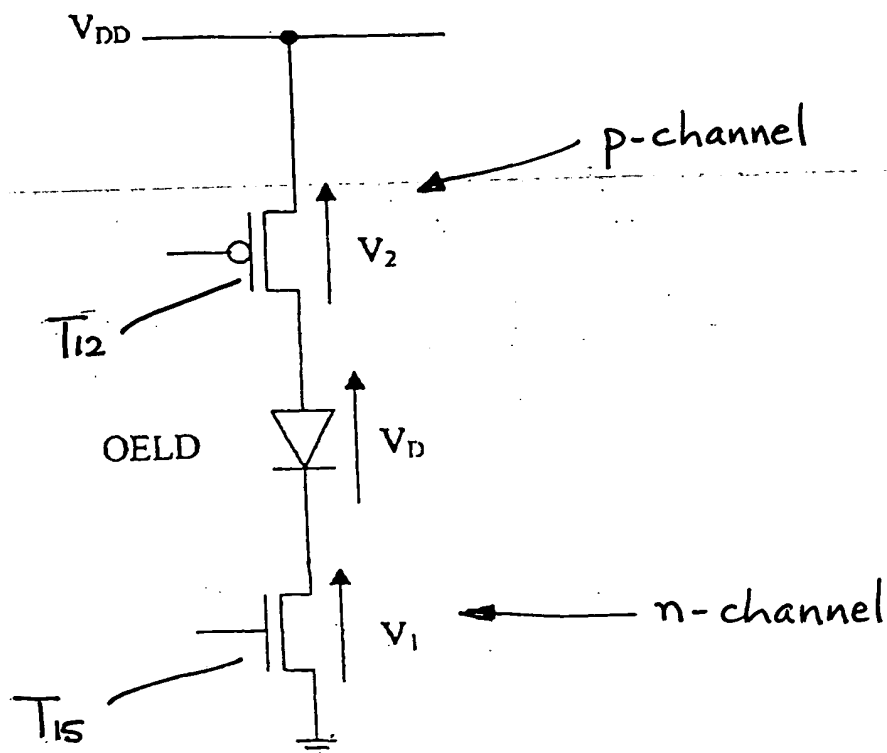 VDD
p-channel
V2
T12
OELD
VD
V1
n-channel
T15